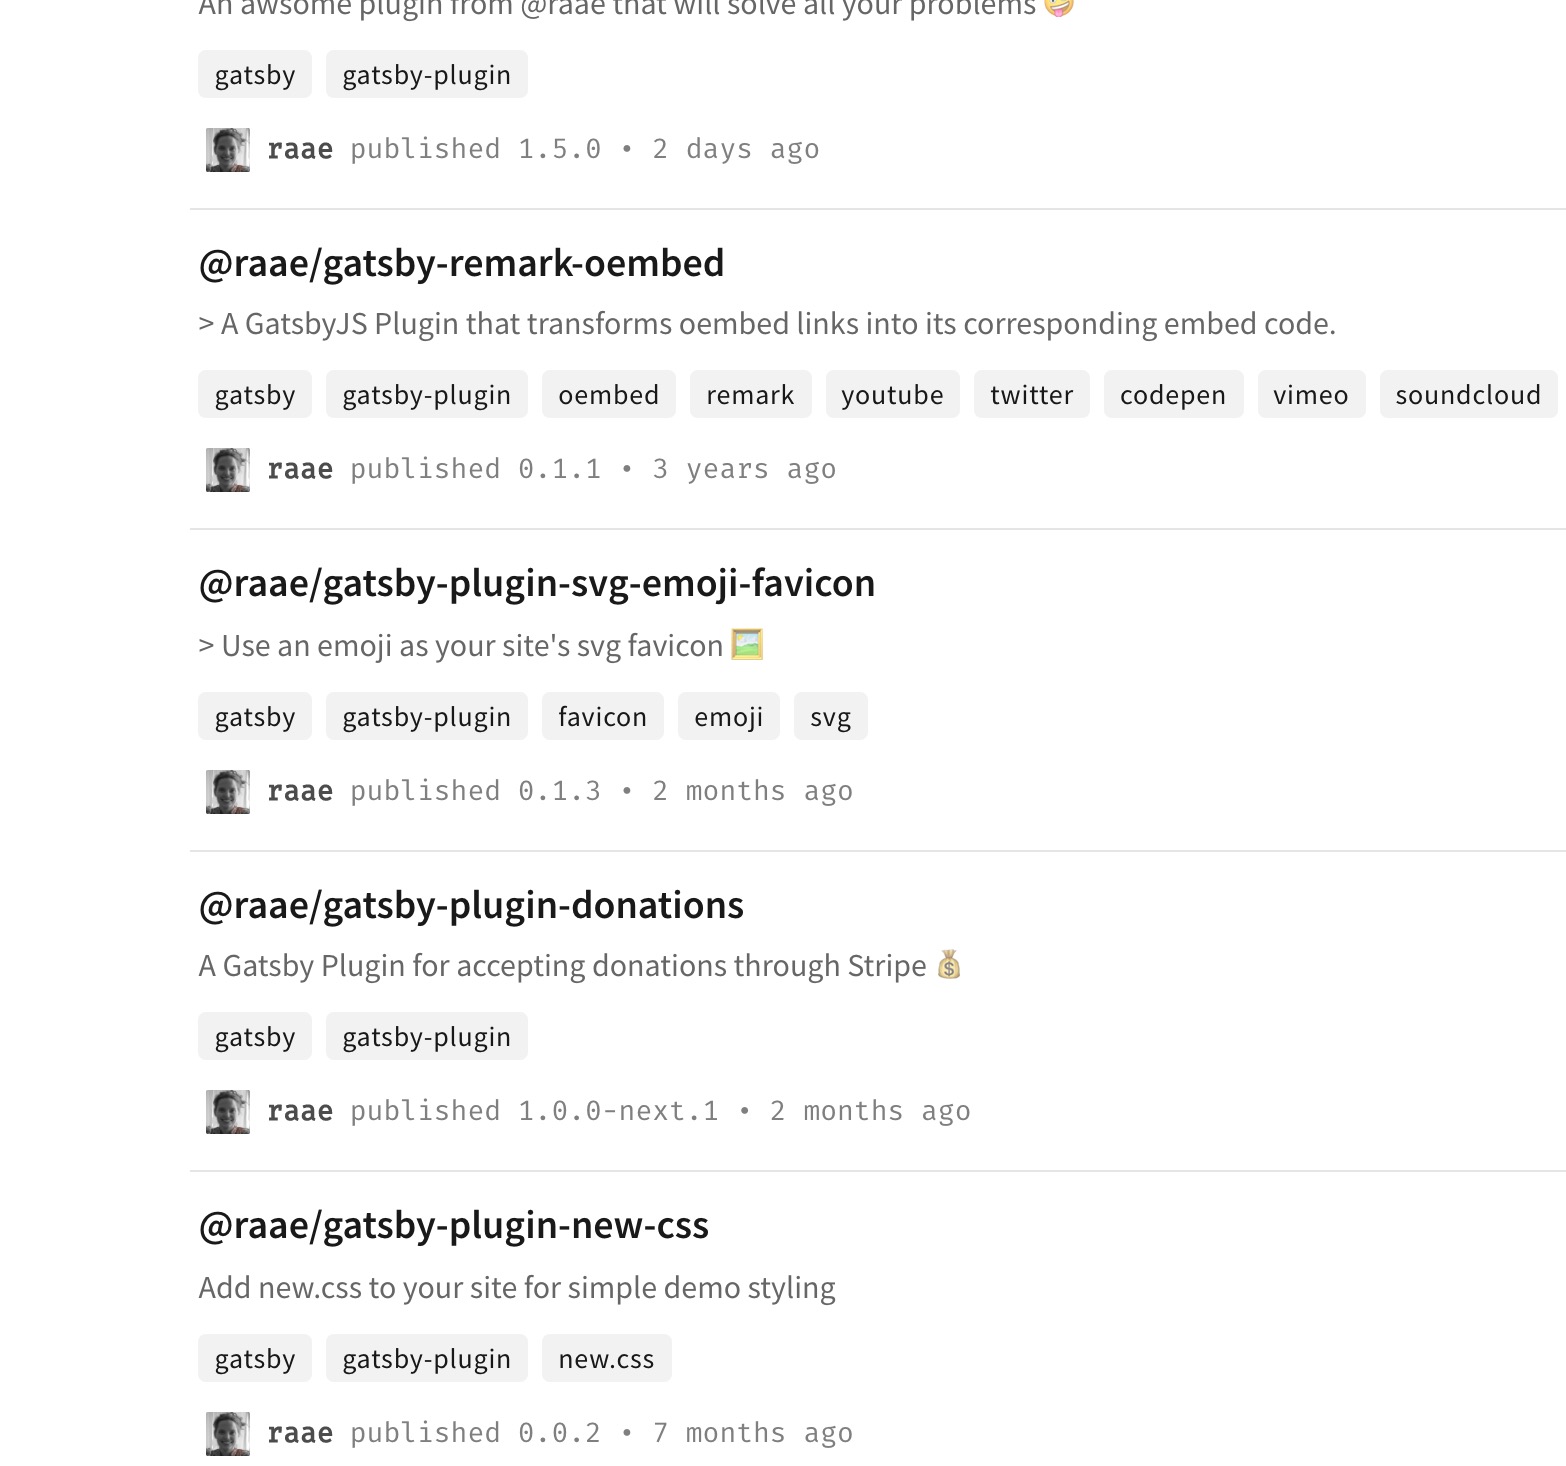 An awsome plugin from @raae that will solve all your problems 🤪
gatsby gatsby-plugin
raae published 1.5.0 • 2 days ago
@raae/gatsby-remark-oembed
> A GatsbyJS Plugin that transforms oembed links into its corresponding embed code.
gatsby gatsby-plugin oembed remark youtube twitter codepen vimeo soundcloud
raae published 0.1.1 • 3 years ago
@raae/gatsby-plugin-svg-emoji-favicon
> Use an emoji as your site's svg favicon 🖼️
gatsby gatsby-plugin favicon emoji svg
raae published 0.1.3 • 2 months ago
@raae/gatsby-plugin-donations
A Gatsby Plugin for accepting donations through Stripe 💰
gatsby gatsby-plugin
raae published 1.0.0-next.1 • 2 months ago
@raae/gatsby-plugin-new-css
Add new.css to your site for simple demo styling
gatsby gatsby-plugin new.css
raae published 0.0.2 • 7 months ago